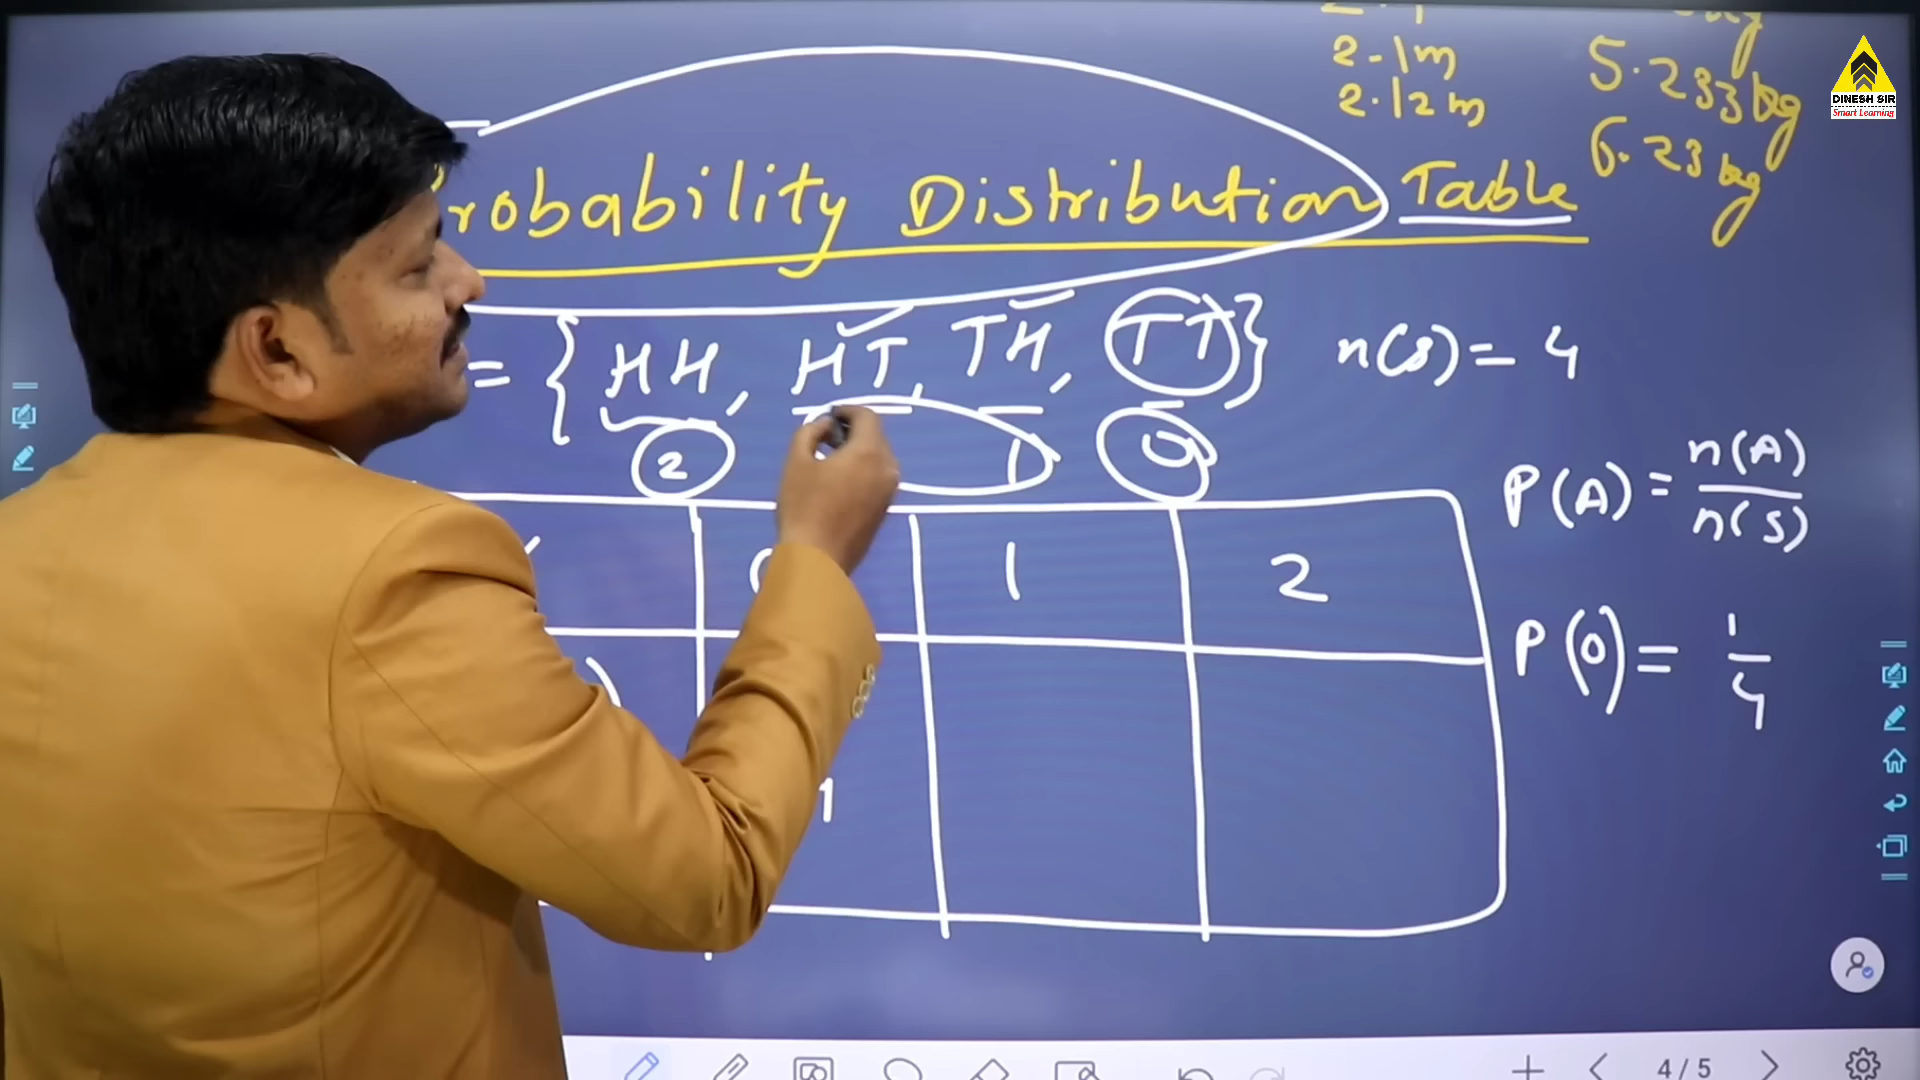 2.1m
2.12m
5.233kg
6.23kg
DINESH SIR
Smart Learning
Probability Distribution Table
= { HH, HT, TH, TT } n(s) = 4
2 1 0
P(A) = n(A)/n(S)
0 1 2
P(0) = 1/4
4/5